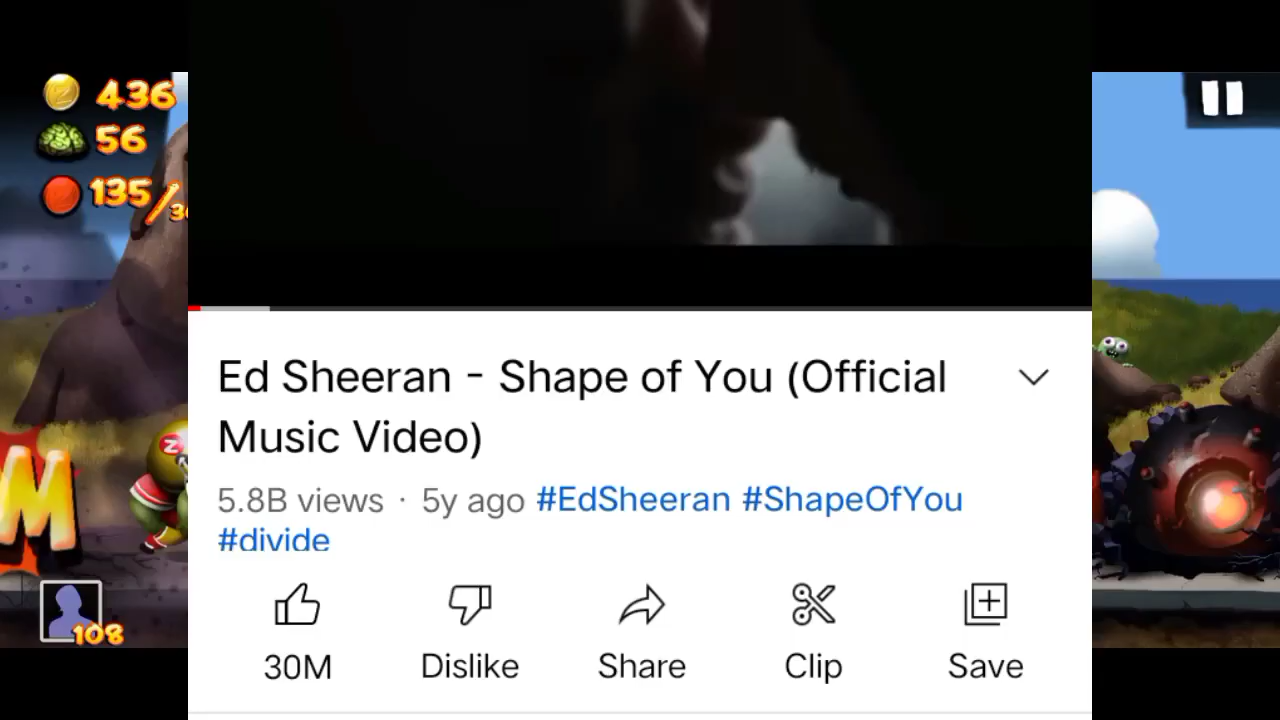 436
56
135/3
M
Z
108
Ed Sheeran - Shape of You (Official
Music Video)
5.8B views · 5y ago #EdSheeran #ShapeOfYou
#divide
30M Dislike Share Clip Save